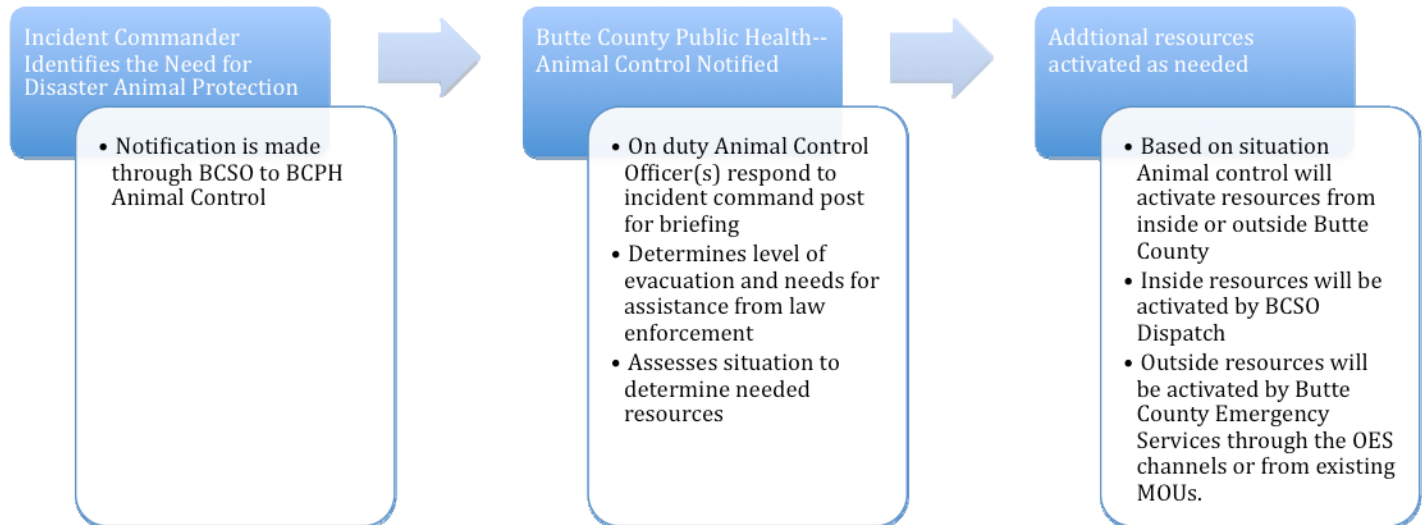 Incident Commander
Identifies the Need for
Disaster Animal Protection
• Notification is made
through BCSO to BCPH
Animal Control
Butte County Public Health--
Animal Control Notified
• On duty Animal Control
Officer(s) respond to
incident command post
for briefing
• Determines level of
evacuation and needs for
assistance from law
enforcement
• Assesses situation to
determine needed
resources
Addtional resources
activated as needed
• Based on situation
Animal control will
activate resources from
inside or outside Butte
County
• Inside resources will be
activated by BCSO
Dispatch
• Outside resources will
be activated by Butte
County Emergency
Services through the OES
channels or from existing
MOUs.